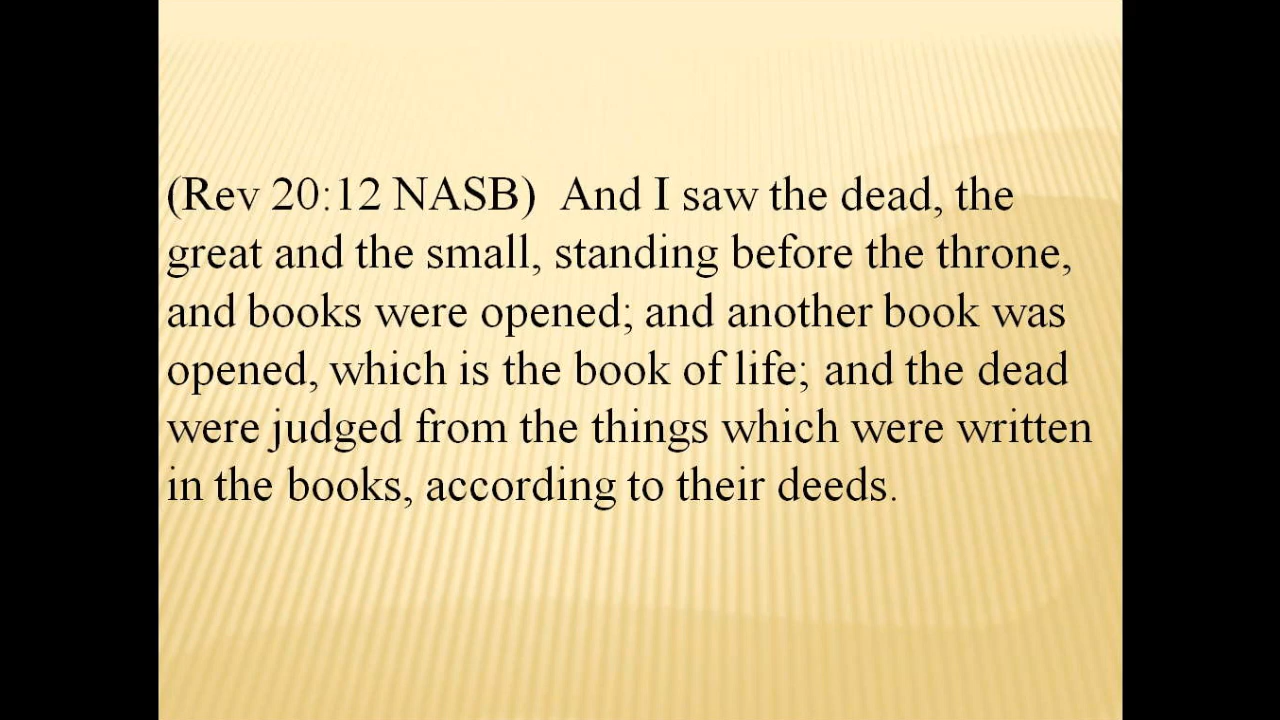 (Rev 20:12 NASB)  And I saw the dead, the
great and the small, standing before the throne,
and books were opened; and another book was
opened, which is the book of life; and the dead
were judged from the things which were written
in the books, according to their deeds.